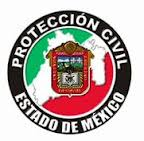 PROTECCIÓN CIVIL
ESTADO DE MÉXICO